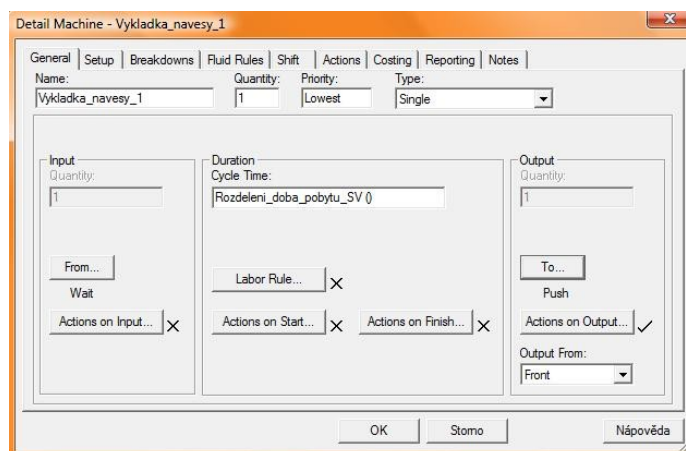 Detail Machine - Vykladka_navesy_1
General Setup Breakdowns Fluid Rules Shift Actions Costing Reporting Notes
Name: Quantity: Priority: Type:
Vykladka_navesy_1 1 Lowest Single
Input Duration Output
Quantity: Cycle Time: Quantity:
1 Rozdeleni_doba_pobytu_SV () 1
From... Labor Rule... To...
Wait Push
Actions on Input... Actions on Start... Actions on Finish... Actions on Output...
Output From:
Front
OK Storno Nápověda